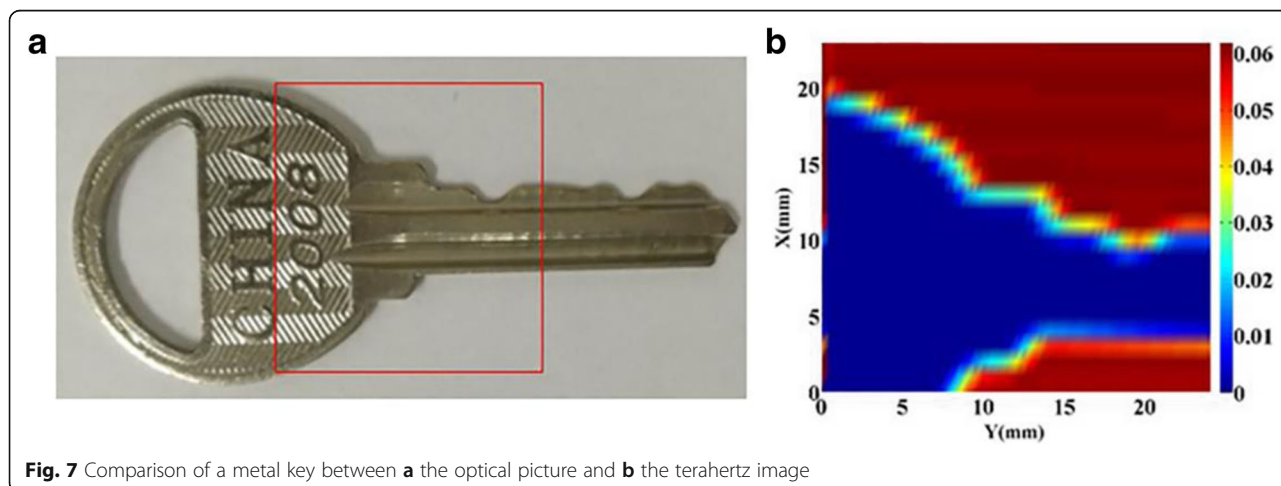 a
b
CHINA
2008
0.06
0.05
0.04
0.03
0.02
0.01
0
20
15
10
5
0
X(mm)
0 5 10 15 20
Y(mm)
Fig. 7 Comparison of a metal key between a the optical picture and b the terahertz image